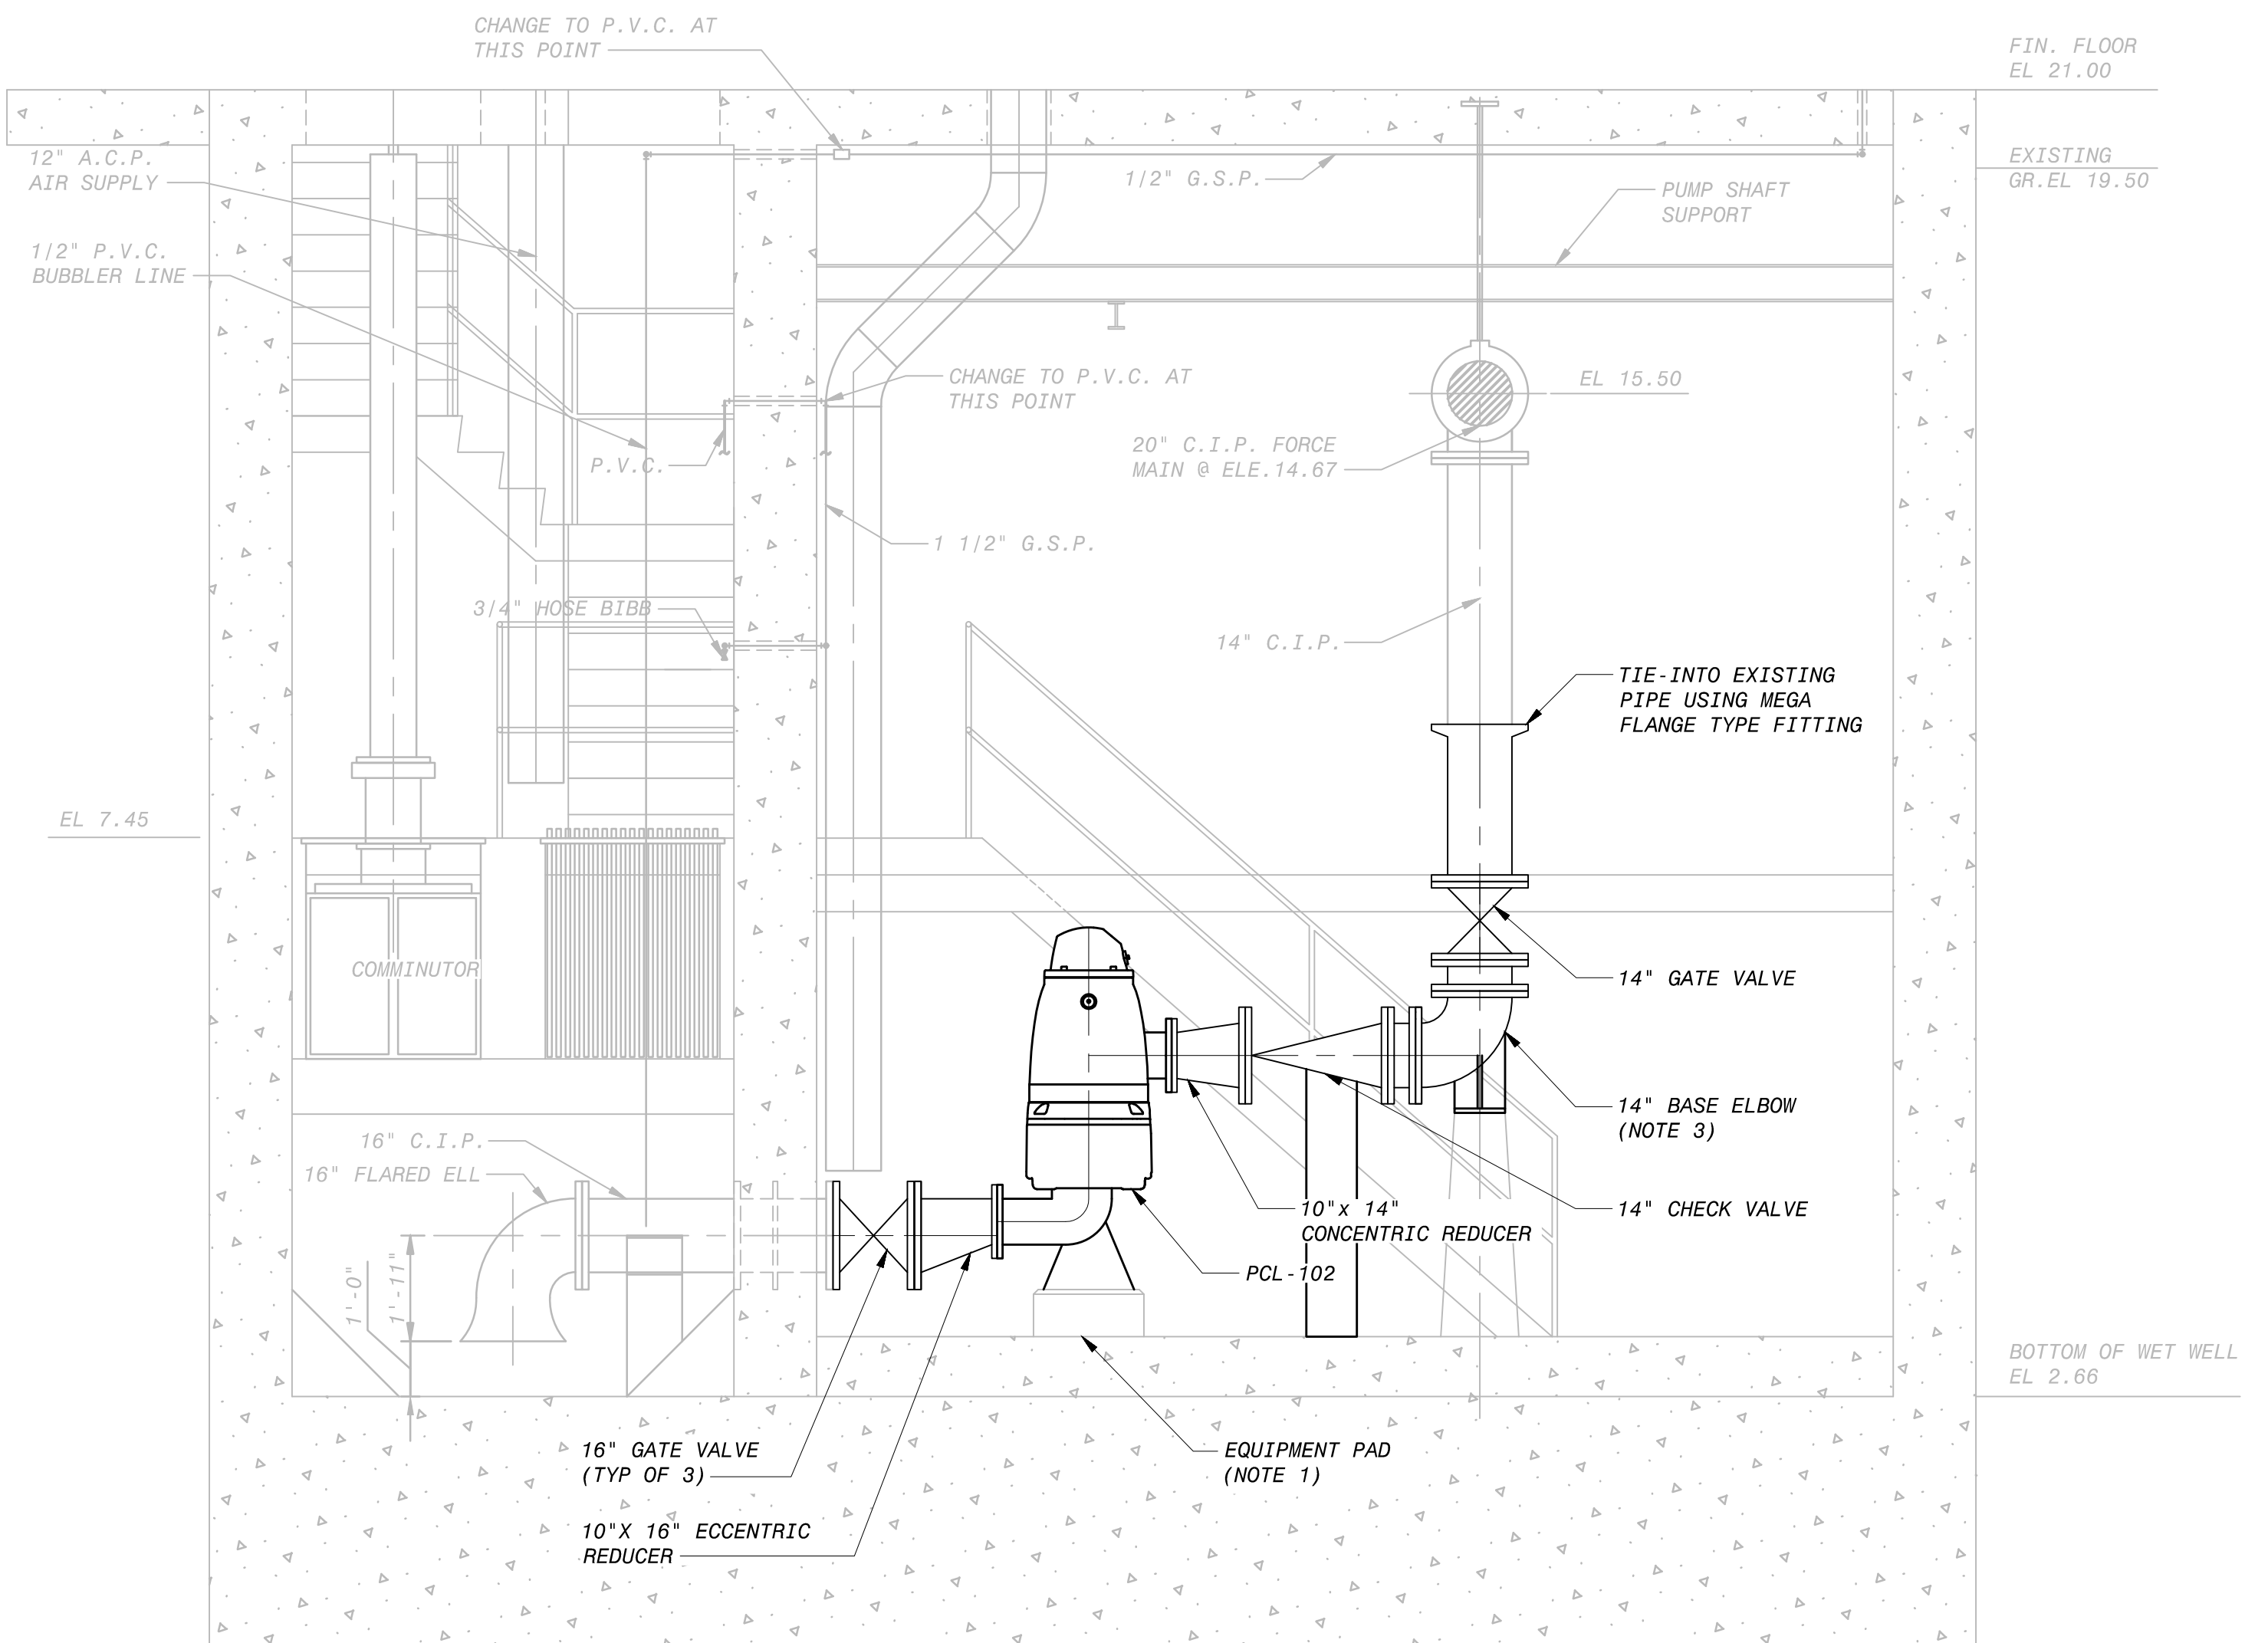 CHANGE TO P.V.C. AT
THIS POINT
FIN. FLOOR
EL 21.00
12" A.C.P.
AIR SUPPLY
1/2" G.S.P.
EXISTING
GR.EL 19.50
PUMP SHAFT
SUPPORT
1/2" P.V.C.
BUBBLER LINE
CHANGE TO P.V.C. AT
THIS POINT
EL 15.50
P.V.C.
20" C.I.P. FORCE
MAIN @ ELE.14.67
1 1/2" G.S.P.
3/4" HOSE BIBB
14" C.I.P.
TIE-INTO EXISTING
PIPE USING MEGA
FLANGE TYPE FITTING
EL 7.45
COMMINUTOR
14" GATE VALVE
14" BASE ELBOW
(NOTE 3)
16" C.I.P.
16" FLARED ELL
10"x 14"
CONCENTRIC REDUCER
14" CHECK VALVE
PCL-102
1'-0"
1'-11"
BOTTOM OF WET WELL
EL 2.66
16" GATE VALVE
(TYP OF 3)
EQUIPMENT PAD
(NOTE 1)
10"X 16" ECCENTRIC
REDUCER